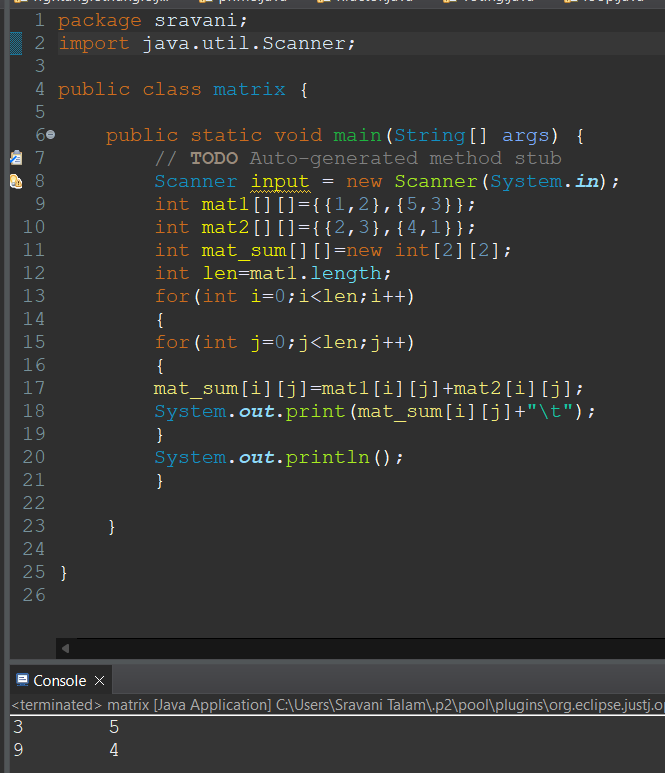 1 package sravani;
2 import java.util.Scanner;
3
4 public class matrix {
5
6 public static void main(String[] args) {
7 // TODO Auto-generated method stub
8 Scanner input = new Scanner(System.in);
9 int mat1[][]={{1,2},{5,3}};
10 int mat2[][]={{2,3},{4,1}};
11 int mat_sum[][]=new int[2][2];
12 int len=mat1.length;
13 for(int i=0;i<len;i++)
14 {
15 for(int j=0;j<len;j++)
16 {
17 mat_sum[i][j]=mat1[i][j]+mat2[i][j];
18 System.out.print(mat_sum[i][j]+"\t");
19 }
20 System.out.println();
21 }
22
23 }
24
25 }
26
Console
<terminated> matrix [Java Application] C:\Users\Sravani Talam\.p2\pool\plugins\org.eclipse.justj.op
3 5
9 4